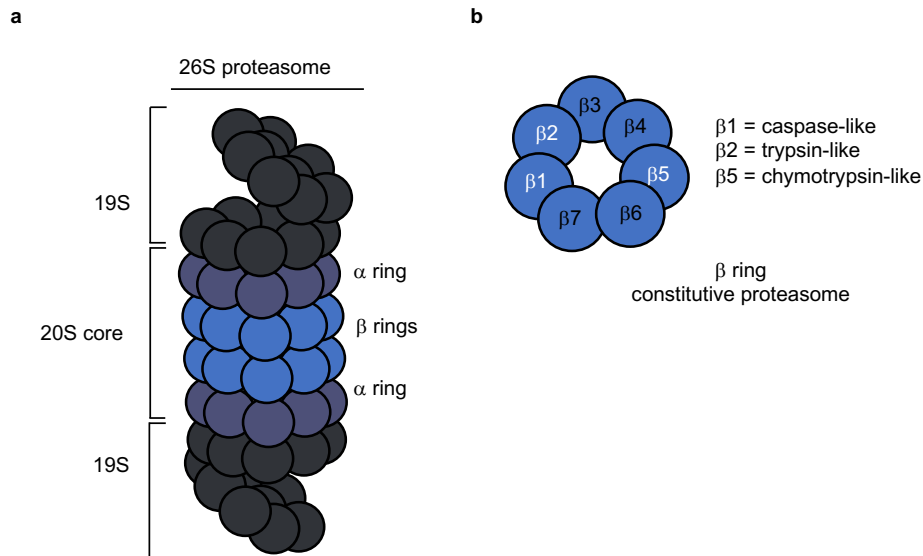 a
26S proteasome
19S
α ring
20S core
β rings
α ring
19S
b
β3
β2
β4
β1
β5
β7
β6
β1 = caspase-like
β2 = trypsin-like
β5 = chymotrypsin-like
β ring
constitutive proteasome